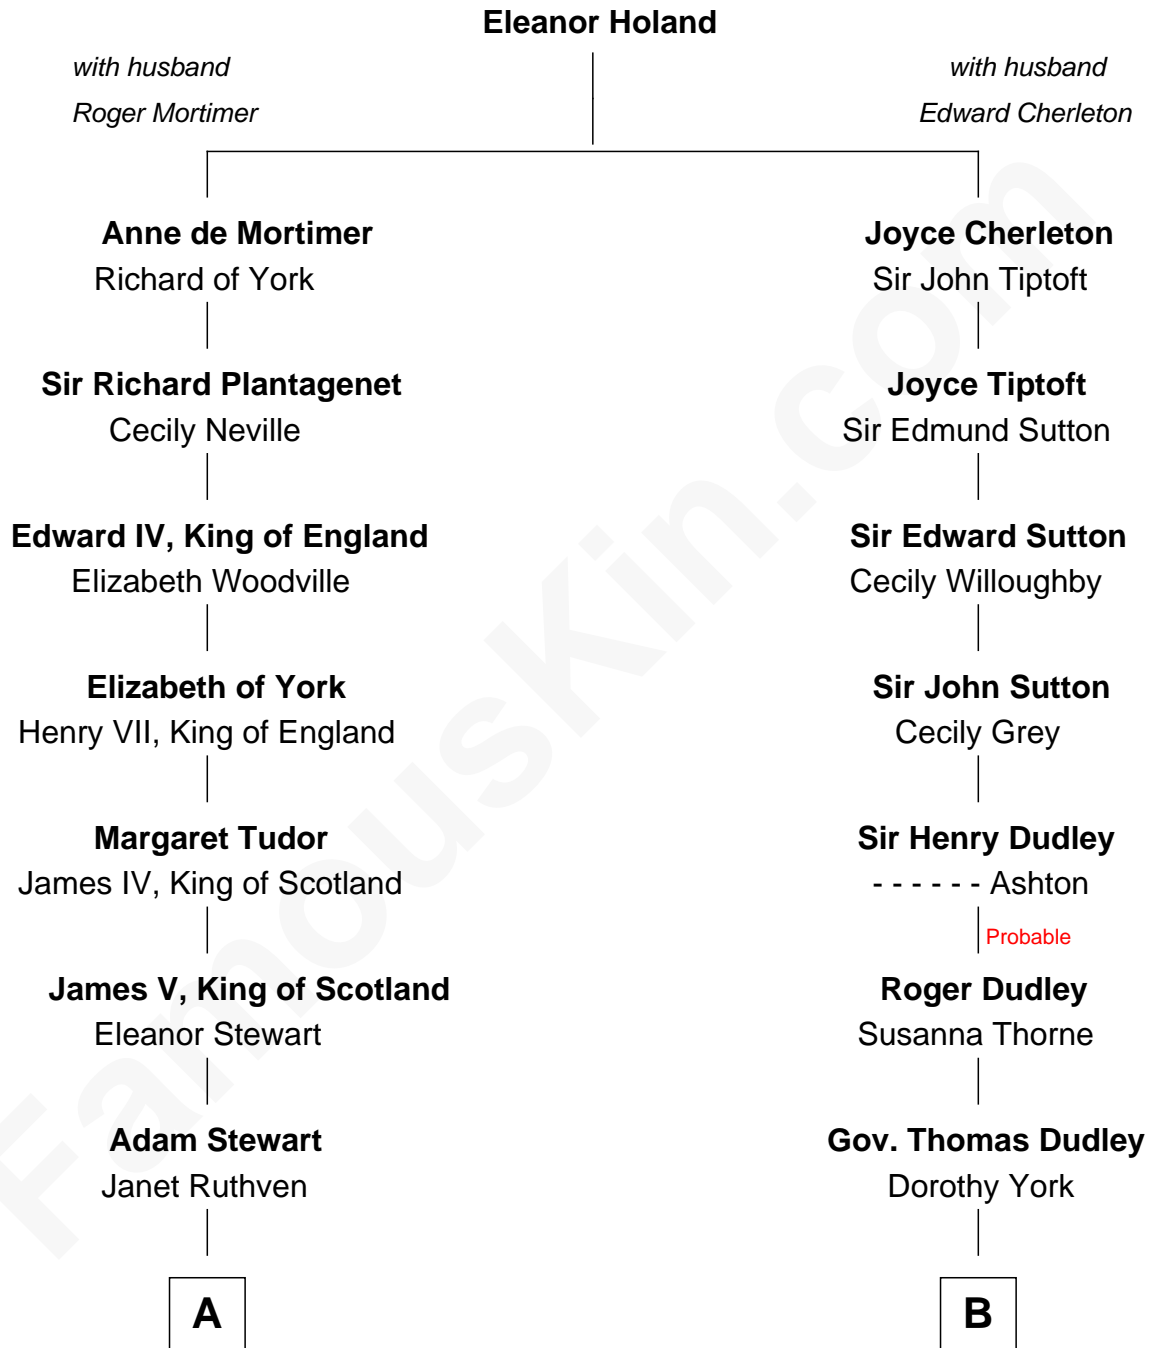 Eleanor Holand
with husband
Roger Mortimer
with husband
Edward Cherleton
Anne de Mortimer
Richard of York
Joyce Cherleton
Sir John Tiptoft
Sir Richard Plantagenet
Cecily Neville
Joyce Tiptoft
Sir Edmund Sutton
Edward IV, King of England
Elizabeth Woodville
Sir Edward Sutton
Cecily Willoughby
Elizabeth of York
Henry VII, King of England
Sir John Sutton
Cecily Grey
Margaret Tudor
James IV, King of Scotland
Sir Henry Dudley
- - - - - - Ashton
Probable
James V, King of Scotland
Eleanor Stewart
Roger Dudley
Susanna Thorne
Adam Stewart
Janet Ruthven
Gov. Thomas Dudley
Dorothy York
A
B
FamousKin.com